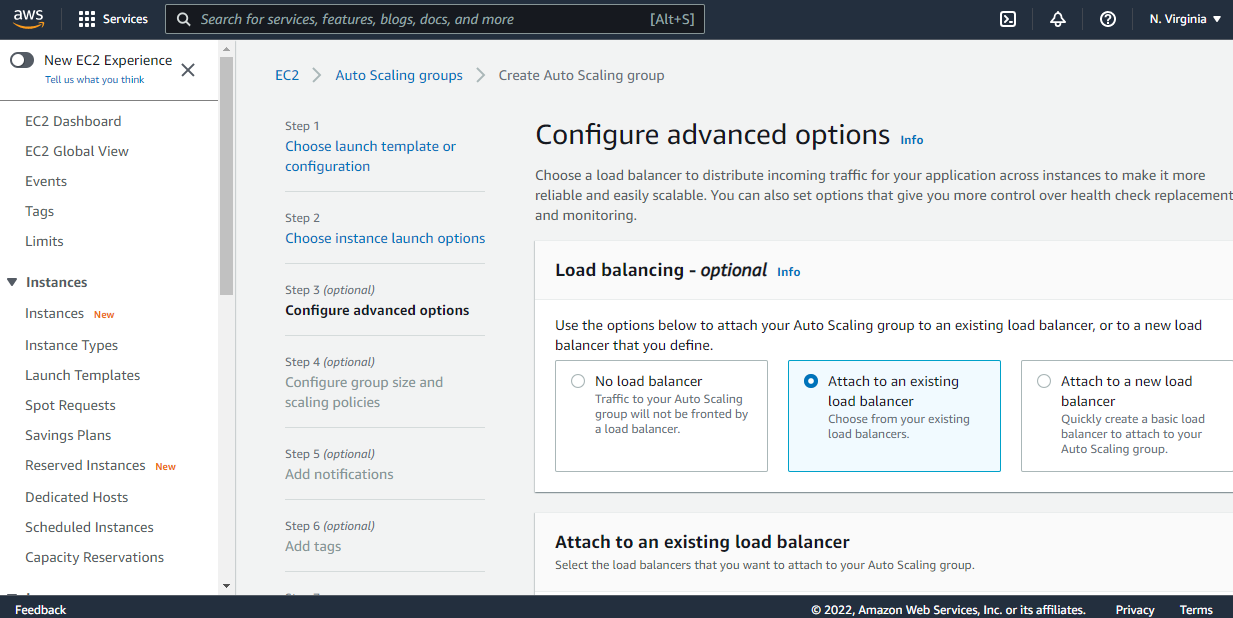 aws
Services
Search for services, features, blogs, docs, and more
[Alt+S]
N. Virginia
New EC2 Experience
Tell us what you think
EC2 Dashboard
EC2 Global View
Events
Tags
Limits
Instances
Instances New
Instance Types
Launch Templates
Spot Requests
Savings Plans
Reserved Instances New
Dedicated Hosts
Scheduled Instances
Capacity Reservations
EC2
Auto Scaling groups
Create Auto Scaling group
Step 1
Choose launch template or
configuration
Step 2
Choose instance launch options
Step 3 (optional)
Configure advanced options
Step 4 (optional)
Configure group size and
scaling policies
Step 5 (optional)
Add notifications
Step 6 (optional)
Add tags
Configure advanced options Info
Choose a load balancer to distribute incoming traffic for your application across instances to make it more
reliable and easily scalable. You can also set options that give you more control over health check replacement
and monitoring.
Load balancing - optional Info
Use the options below to attach your Auto Scaling group to an existing load balancer, or to a new load
balancer that you define.
No load balancer
Traffic to your Auto Scaling
group will not be fronted by
a load balancer.
Attach to an existing
load balancer
Choose from your existing
load balancers.
Attach to a new load
balancer
Quickly create a basic load
balancer to attach to your
Auto Scaling group.
Attach to an existing load balancer
Select the load balancers that you want to attach to your Auto Scaling group.
Feedback
© 2022, Amazon Web Services, Inc. or its affiliates.
Privacy
Terms